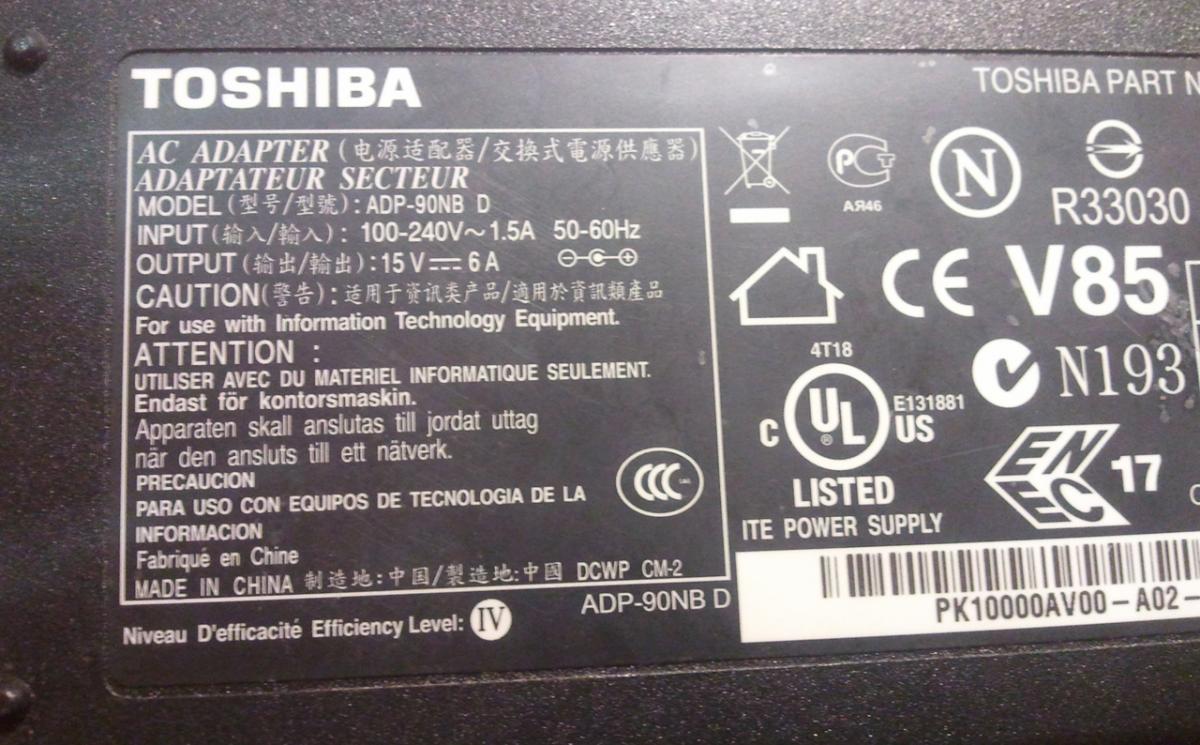 TOSHIBA
AC ADAPTER (电源适配器/交換式電源供應器)
ADAPTATEUR SECTEUR
MODEL (型号/型號): ADP-90NB D
INPUT (输入/輸入): 100-240V~1.5A 50-60Hz
OUTPUT (输出/輸出): 15V⎓6A
CAUTION (警告): 适用于资讯类产品/適用於資訊類產品
For use with Information Technology Equipment.
ATTENTION :
UTILISER AVEC DU MATERIEL INFORMATIQUE SEULEMENT.
Endast för kontorsmaskin.
Apparaten skall anslutas till jordat uttag
när den ansluts till ett nätverk.
PRECAUCION
PARA USO CON EQUIPOS DE TECNOLOGIA DE LA
INFORMACION
Fabriqué en Chine
MADE IN CHINA 制造地:中国/製造地:中國 DCWP CM-2
CCC
ADP-90NB D
Niveau D'efficacité Efficiency Level: IV
TOSHIBA PART N
PCT
АЯ46
N
R33030
CE V85
N193
4T18
C UL® US
E131881
LISTED
ITE POWER SUPPLY
ENEC 17
PK10000AV00-A02-